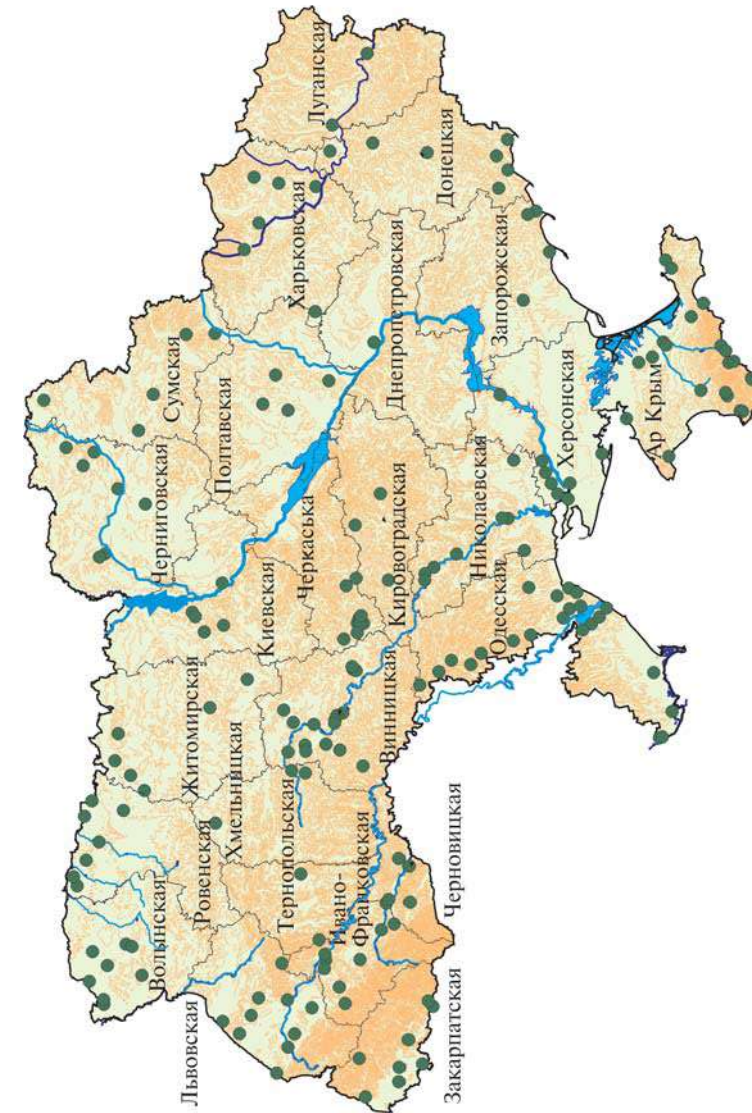 Волынская
Ровенская
Житомирская
Черниговская
Сумская
Львовская
Хмельницкая
Киевская
Полтавская
Харьковская
Луганская
Тернопольская
Черкаська
Ивано-
Франковская
Винницкая
Кировоградская
Днепропетровская
Донецкая
Закарпатская
Черновицкая
Одесская
Николаевская
Запорожская
Херсонская
Ар Крым